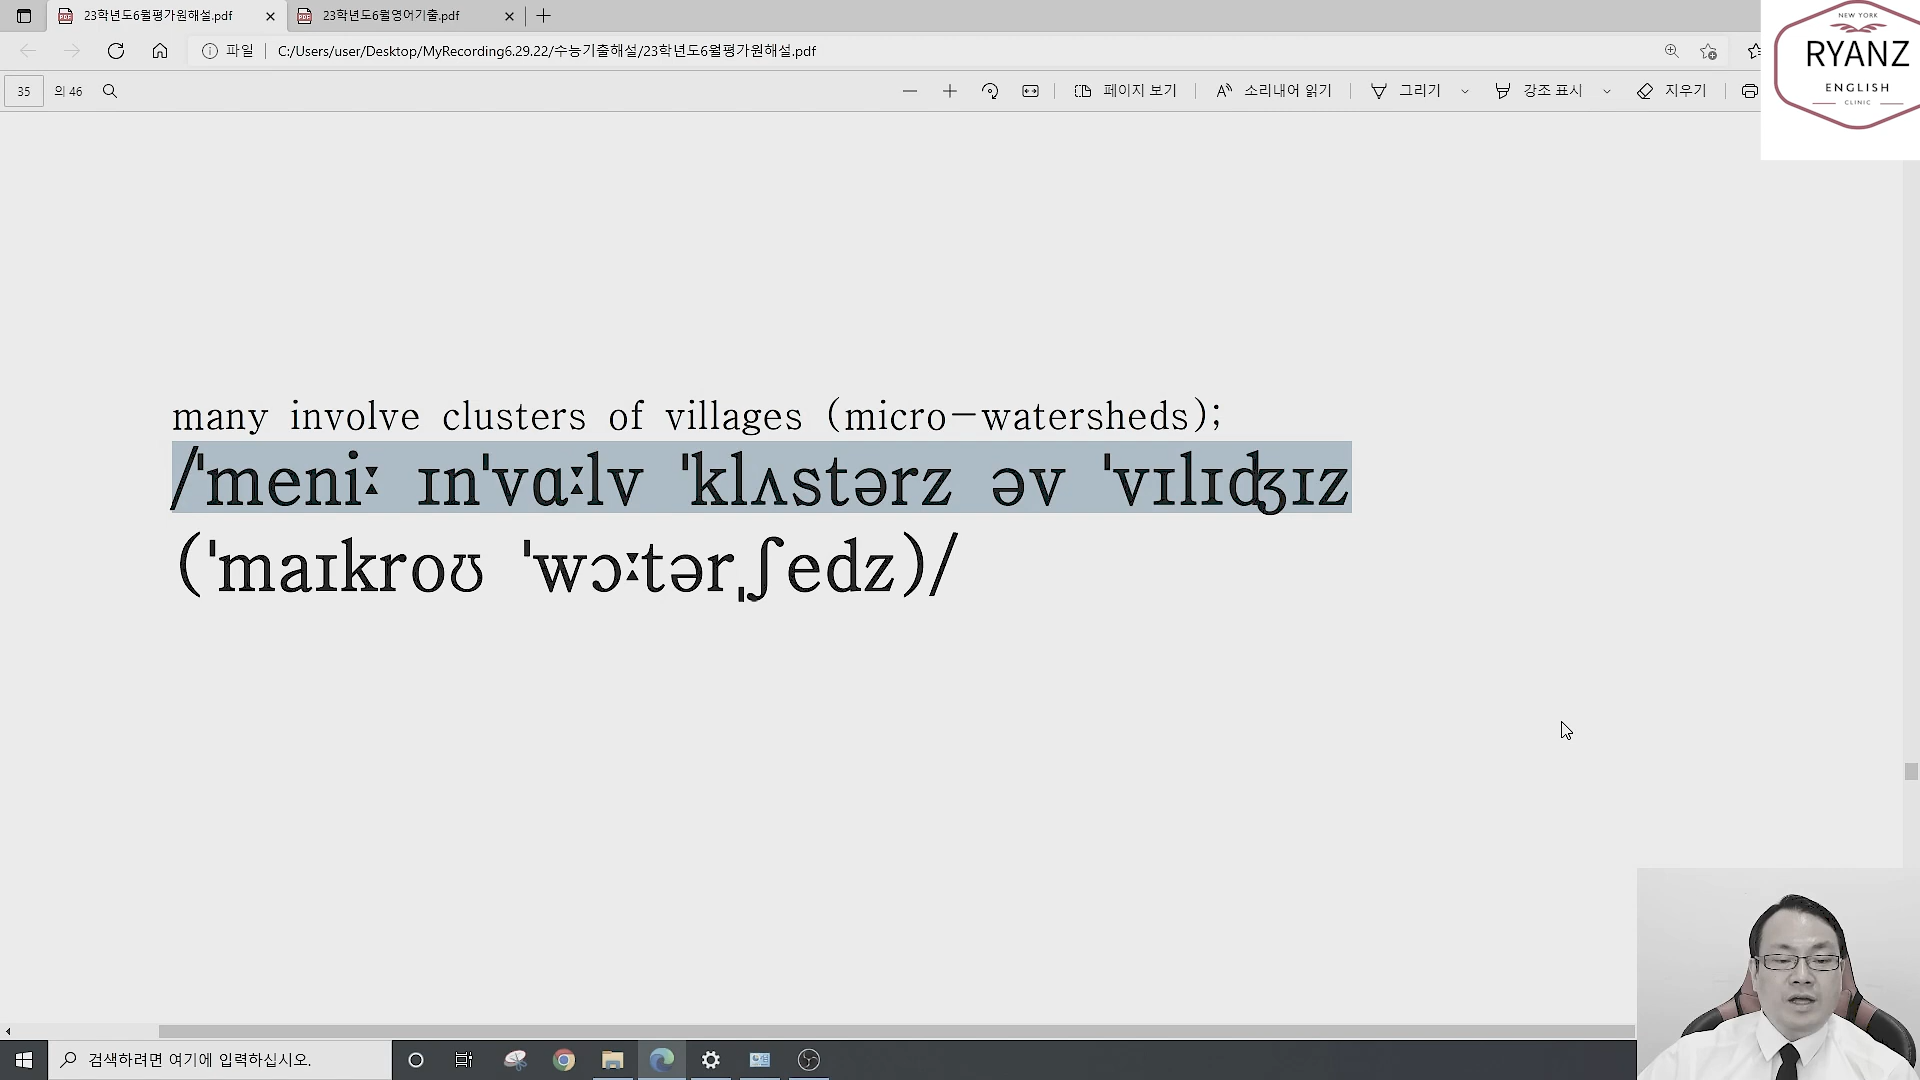 23학년도6월평가원해설.pdf
23학년도6월영어기출.pdf
파일
C:/Users/user/Desktop/MyRecording6.29.22/수능기출해설/23학년도6월평가원해설.pdf
35 의 46
페이지 보기
소리내어 읽기
그리기
강조 표시
지우기
NEW YORK
RYANZ
ENGLISH
CLINIC
many involve clusters of villages (micro-watersheds);
/ˈmeniː ɪnˈvɑːlv ˈklʌstərz əv ˈvɪlɪʤɪz
(ˈmaɪkroʊ ˈwɔːtərˌʃedz)/
검색하려면 여기에 입력하십시오.